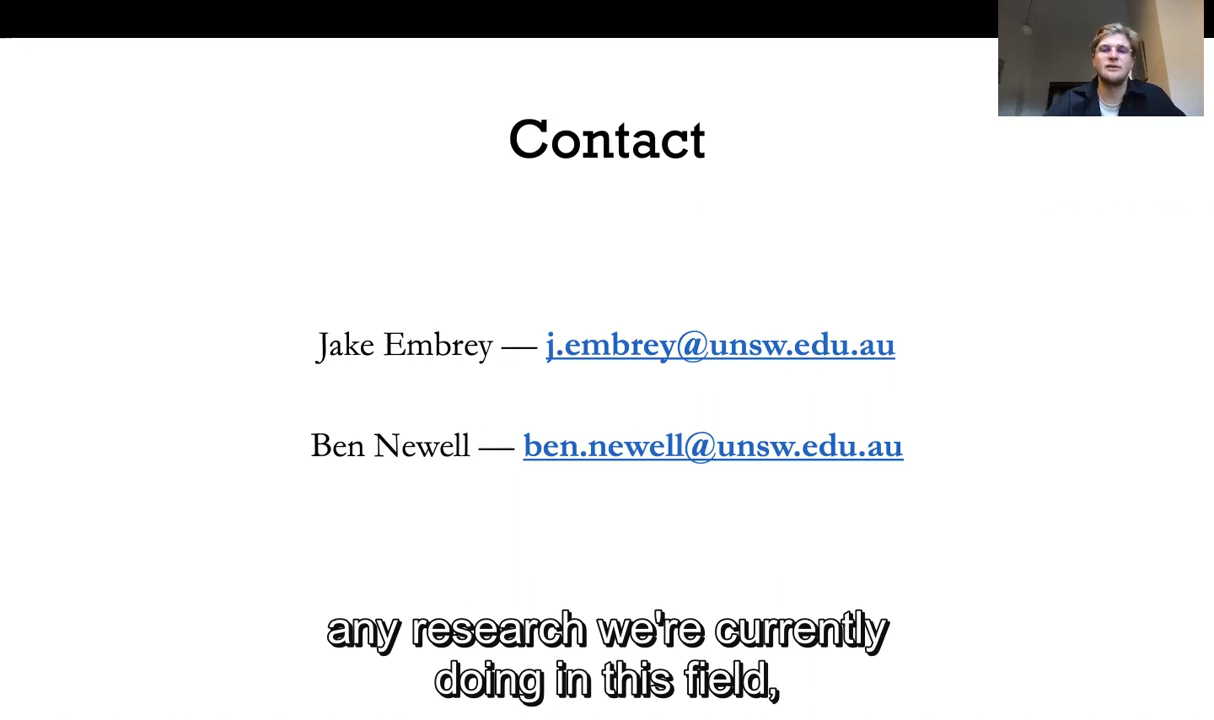 Contact
Jake Embrey — j.embrey@unsw.edu.au
Ben Newell — ben.newell@unsw.edu.au
any research we're currently
doing in this field,